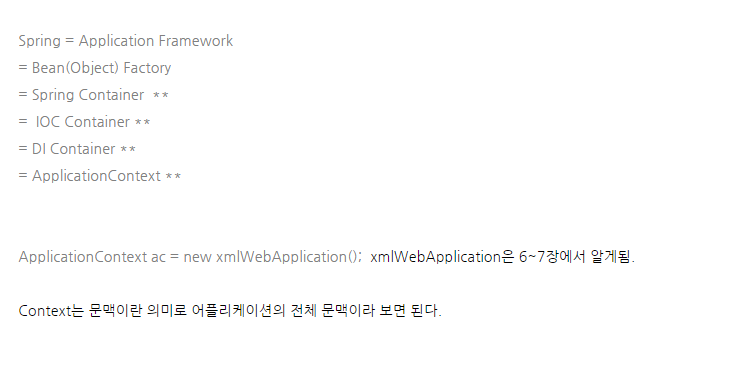 Spring = Application Framework
= Bean(Object) Factory
= Spring Container **
= IOC Container **
= DI Container **
= ApplicationContext **
ApplicationContext ac = new xmlWebApplication(); xmlWebApplication은 6~7장에서 알게됨.
Context는 문맥이란 의미로 어플리케이션의 전체 문맥이라 보면 된다.